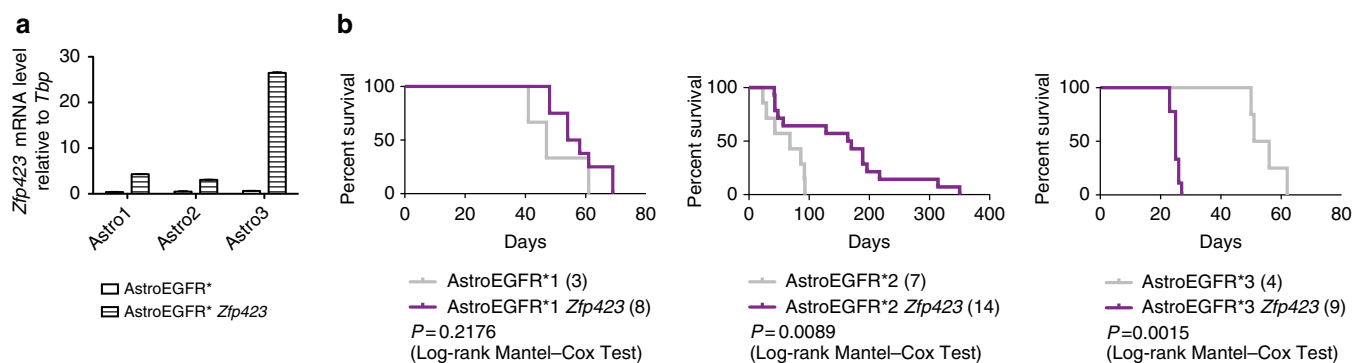 a
Zfp423 mRNA level
relative to Tbp
30
20
10
0
Astro1
Astro2
Astro3
AstroEGFR*
AstroEGFR* Zfp423
b
Percent survival
100
50
0
0 20 40 60 80
Days
AstroEGFR*1 (3)
AstroEGFR*1 Zfp423 (8)
P=0.2176
(Log-rank Mantel–Cox Test)
Percent survival
100
50
0
0 100 200 300 400
Days
AstroEGFR*2 (7)
AstroEGFR*2 Zfp423 (14)
P=0.0089
(Log-rank Mantel–Cox Test)
Percent survival
100
50
0
0 20 40 60 80
Days
AstroEGFR*3 (4)
AstroEGFR*3 Zfp423 (9)
P=0.0015
(Log-rank Mantel–Cox Test)